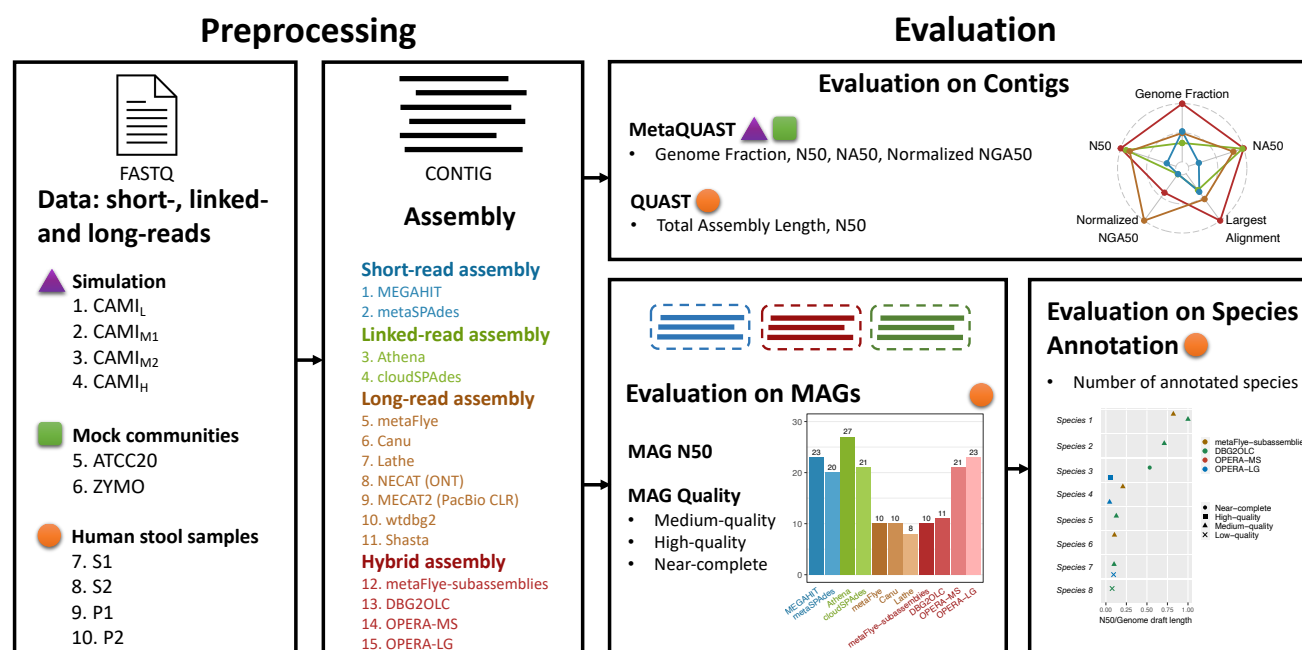 Preprocessing
Evaluation
FASTQ
Data: short-, linked-
and long-reads
Simulation
1. CAMI_L
2. CAMI_M1
3. CAMI_M2
4. CAMI_H
Mock communities
5. ATCC20
6. ZYMO
Human stool samples
7. S1
8. S2
9. P1
10. P2
CONTIG
Assembly
Short-read assembly
1. MEGAHIT
2. metaSPAdes
Linked-read assembly
3. Athena
4. cloudSPAdes
Long-read assembly
5. metaFlye
6. Canu
7. Lathe
8. NECAT (ONT)
9. MECAT2 (PacBio CLR)
10. wtdbg2
11. Shasta
Hybrid assembly
12. metaFlye-subassemblies
13. DBG2OLC
14. OPERA-MS
15. OPERA-LG
Evaluation on Contigs
MetaQUAST
• Genome Fraction, N50, NA50, Normalized NGA50
QUAST
• Total Assembly Length, N50
Genome Fraction
N50
NA50
Normalized
NGA50
Largest
Alignment
Evaluation on MAGs
MAG N50
MAG Quality
• Medium-quality
• High-quality
• Near-complete
30
20
10
0
23
20
27
21
10
10
8
10
11
21
23
MEGAHIT
metaSPAdes
Athena
cloudSPAdes
metaFlye
Canu
Lathe
metaFlye-subassemblies
DBG2OLC
OPERA-MS
OPERA-LG
Evaluation on Species
Annotation
• Number of annotated species
Species 1
Species 2
Species 3
Species 4
Species 5
Species 6
Species 7
Species 8
0.00 0.25 0.50 0.75 1.00
N50/Genome draft length
metaFlye-subassemblies
DBG2OLC
OPERA-MS
OPERA-LG
Near-complete
High-quality
Medium-quality
Low-quality